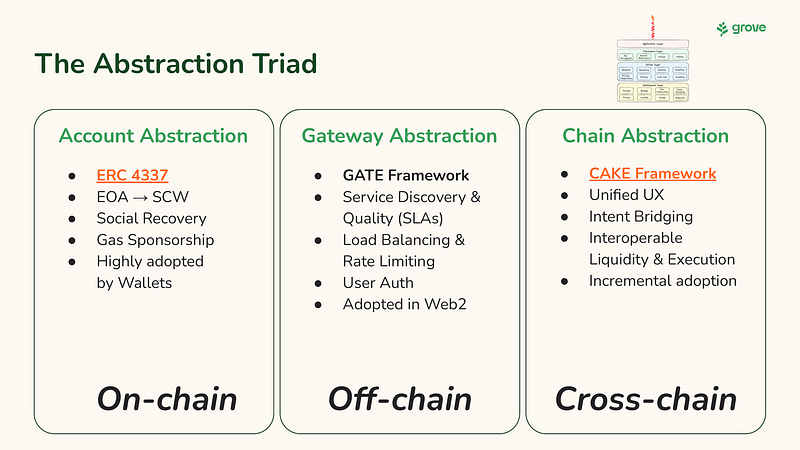 grove
The Abstraction Triad
Application Layer
Account Abstraction
ERC 4337
EOA → SCW
Social Recovery
Gas Sponsorship
Highly adopted
by Wallets
On-chain
Gateway Abstraction
GATE Framework
Service Discovery &
Quality (SLAs)
Load Balancing &
Rate Limiting
User Auth
Adopted in Web2
Off-chain
Chain Abstraction
CAKE Framework
Unified UX
Intent Bridging
Interoperable
Liquidity & Execution
Incremental adoption
Cross-chain